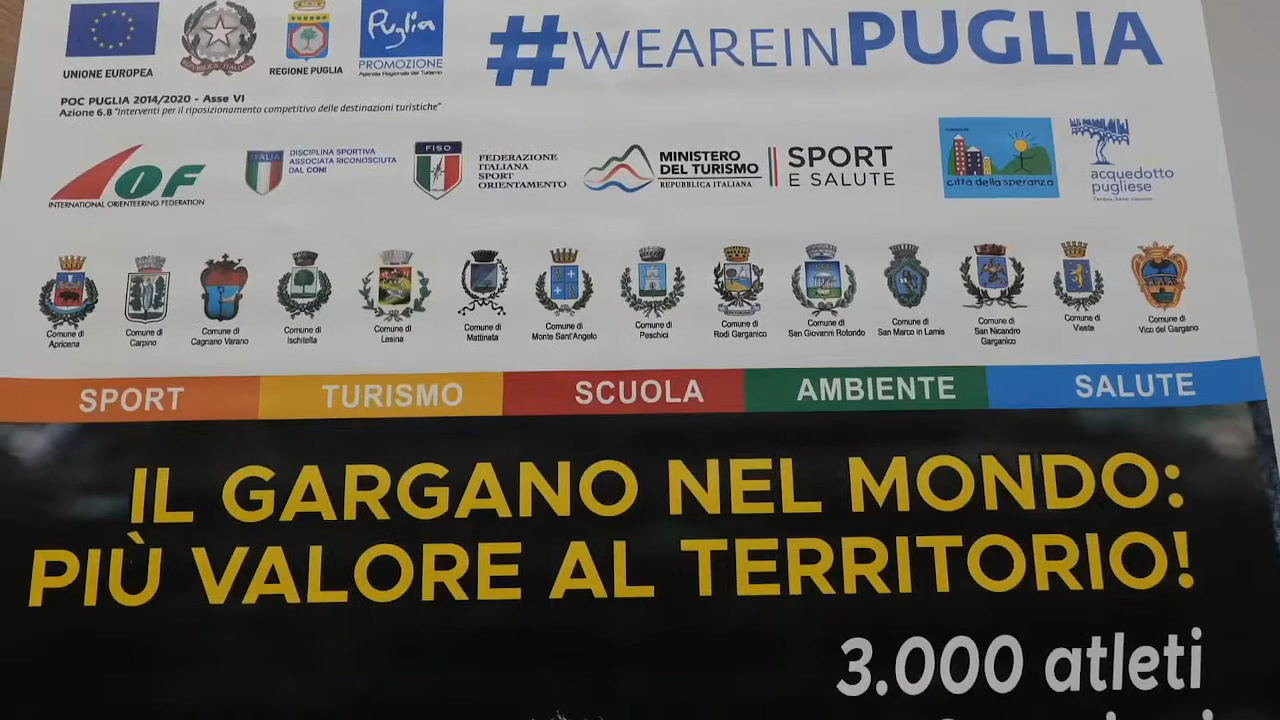 UNIONE EUROPEA
REPUBBLICA ITALIANA
REGIONE PUGLIA
Puglia
PROMOZIONE
Agenzia Regionale del Turismo
#WEAREINPUGLIA
POC PUGLIA 2014/2020 - Asse VI
Azione 6.8 "Interventi per il riposizionamento competitivo delle destinazioni turistiche"
IOF
INTERNATIONAL ORIENTEERING FEDERATION
ITALIA
DISCIPLINA SPORTIVA
ASSOCIATA RICONOSCIUTA
DAL CONI
FISO
FEDERAZIONE
ITALIANA
SPORT
ORIENTAMENTO
MINISTERO
DEL TURISMO
REPUBBLICA ITALIANA
SPORT
E SALUTE
città della speranza
acquedotto
pugliese
l'acqua, bene comune
Comune di
Apricena
Comune di
Carpino
Comune di
Cagnano Varano
Comune di
Ischitella
Comune di
Lesina
Comune di
Mattinata
Comune di
Monte Sant'Angelo
Comune di
Peschici
Comune di
Rodi Garganico
Comune di
San Giovanni Rotondo
Comune di
San Marco in Lamis
Comune di
San Nicandro
Garganico
Comune di
Vieste
Comune di
Vico del Gargano
SPORT TURISMO SCUOLA AMBIENTE SALUTE
IL GARGANO NEL MONDO:
PIÙ VALORE AL TERRITORIO!
3.000 atleti